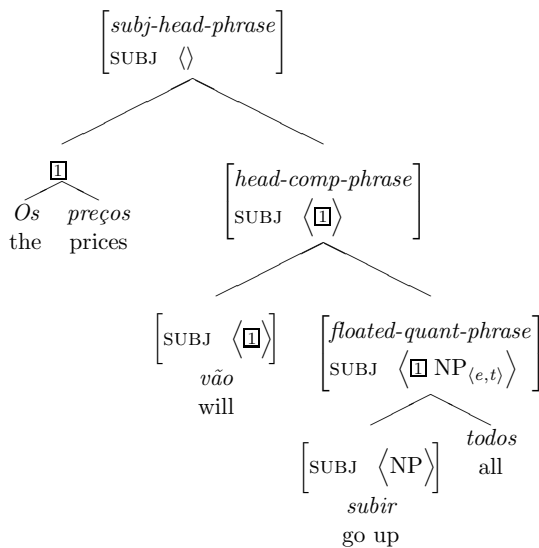 subj-head-phrase
SUBJ ⟨⟩
1
head-comp-phrase
SUBJ ⟨1⟩
Os preços
the prices
SUBJ ⟨1⟩
vão
will
floated-quant-phrase
SUBJ ⟨1 NP⟨e,t⟩⟩
todos
all
SUBJ ⟨NP⟩
subir
go up